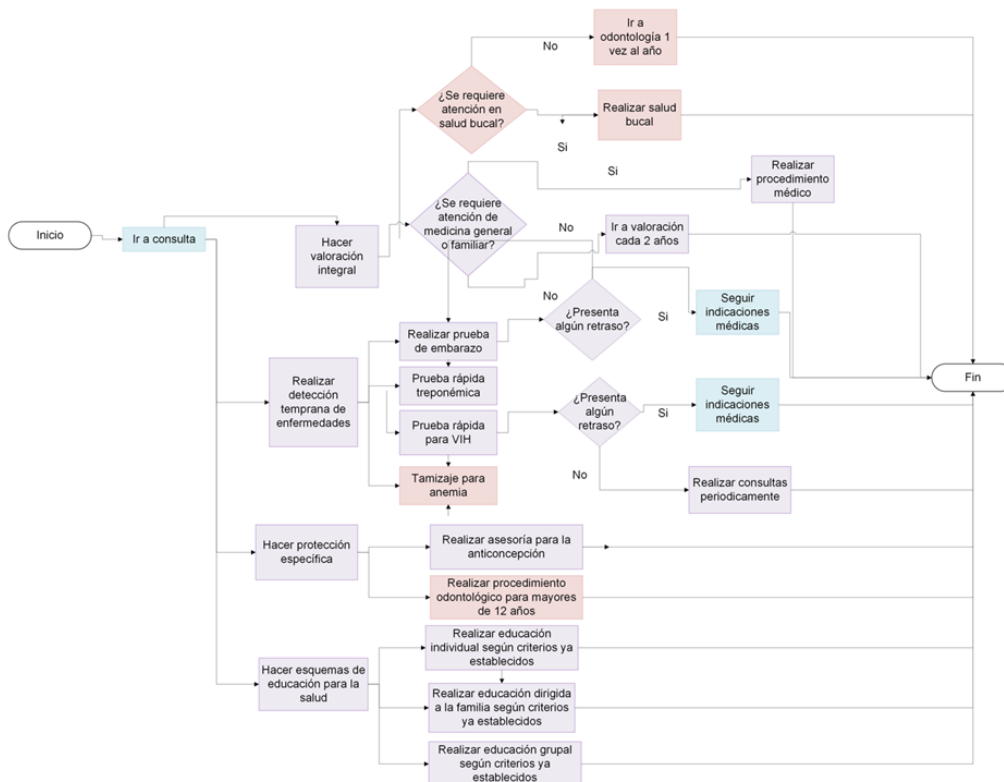 Ir a
odontología 1
vez al año
No
¿Se requiere
atención en
salud bucal?
Realizar salud
bucal
Si
Si
Realizar
procedimiento
médico
¿Se requiere
atención de
medicina general
o familiar?
Inicio
Ir a consulta
Hacer
valoración
integral
No
Ir a valoración
cada 2 años
No
¿Presenta
algún retraso?
Si
Seguir
indicaciones
médicas
Realizar prueba
de embarazo
Realizar
detección
temprana de
enfermedades
Prueba rápida
treponémica
Prueba rápida
para VIH
¿Presenta
algún
retraso?
Si
Seguir
indicaciones
médicas
Fin
No
Tamizaje para
anemia
Realizar consultas
periodicamente
Hacer protección
específica
Realizar asesoría para la
anticoncepción
Realizar procedimiento
odontológico para mayores
de 12 años
Hacer esquemas de
educación para la
salud
Realizar educación
individual según criterios ya
establecidos
Realizar educación dirigida
a la familia según criterios
ya establecidos
Realizar educación grupal
según criterios ya
establecidos